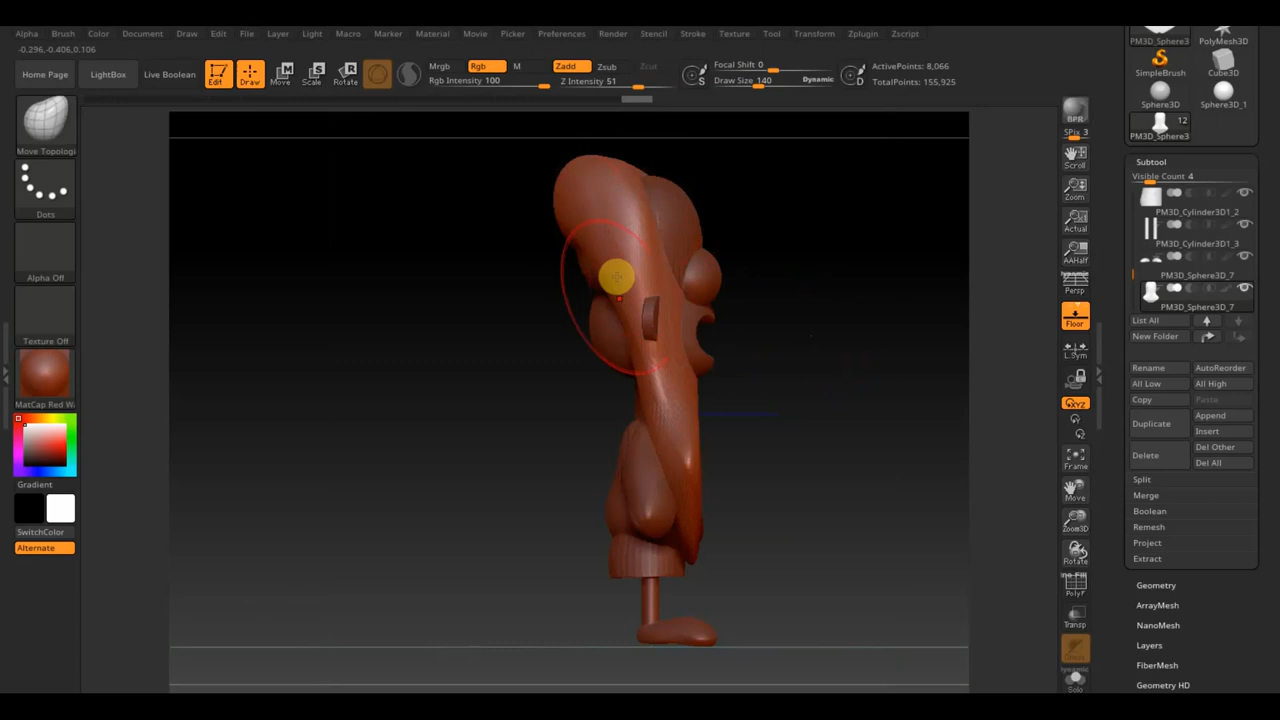 Alpha Brush Color Document Draw Edit File Layer Light Macro Marker Material Movie Picker Preferences Render Stencil Stroke Texture Tool Transform Zplugin Zscript
-0.296,-0.406,0.106
Home Page LightBox Live Boolean Edit Draw Move Scale Rotate
Mrgb Rgb M
Rgb Intensity 100
Zadd Zsub Zcut
Z Intensity 51
S
Focal Shift 0
Draw Size 140 Dynamic
D
ActivePoints: 8,066
TotalPoints: 155,925
Move Topologi
Dots
Alpha Off
Texture Off
MatCap Red Wa
Gradient
SwitchColor
Alternate
BPR
SPix 3
Scroll
Zoom
Actual
AAHalf
Dynamic
Persp
Floor
L.Sym
XYZ
Y
Z
Frame
Move
Zoom3D
Rotate
PolyF
Transp
Dynamic
Solo
PM3D_Sphere3 PolyMesh3D
SimpleBrush Cube3D
Sphere3D Sphere3D_1
12
PM3D_Sphere3
Subtool
Visible Count 4
PM3D_Cylinder3D1_2
PM3D_Cylinder3D1_3
PM3D_Sphere3D_7
PM3D_Sphere3D_7
List All
New Folder
Rename AutoReorder
All Low All High
Copy Paste
Duplicate Append
Insert
Delete Del Other
Del All
Split
Merge
Boolean
Remesh
Project
Extract
Geometry
ArrayMesh
NanoMesh
Layers
FiberMesh
Geometry HD